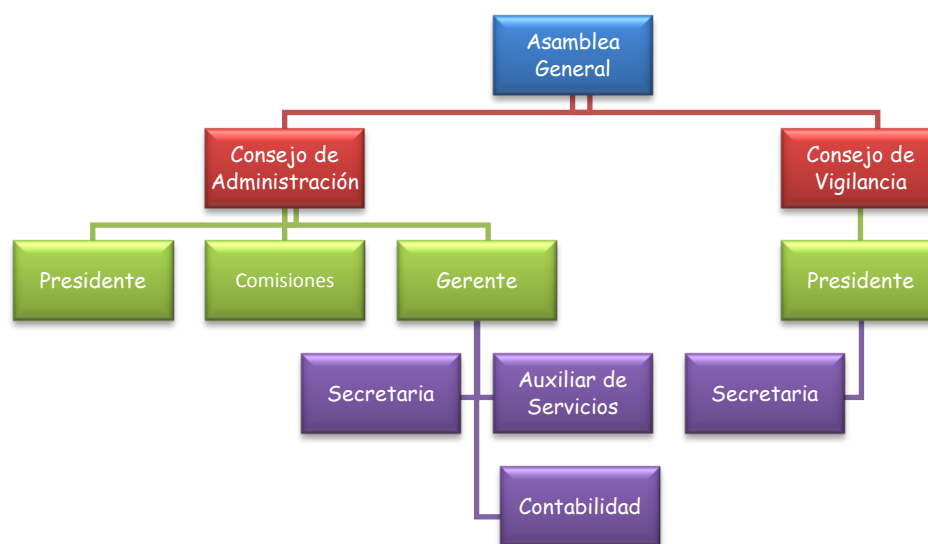 Asamblea
General
Consejo de
Administración
Consejo de
Vigilancia
Presidente
Comisiones
Gerente
Presidente
Secretaria
Auxiliar de
Servicios
Secretaria
Contabilidad